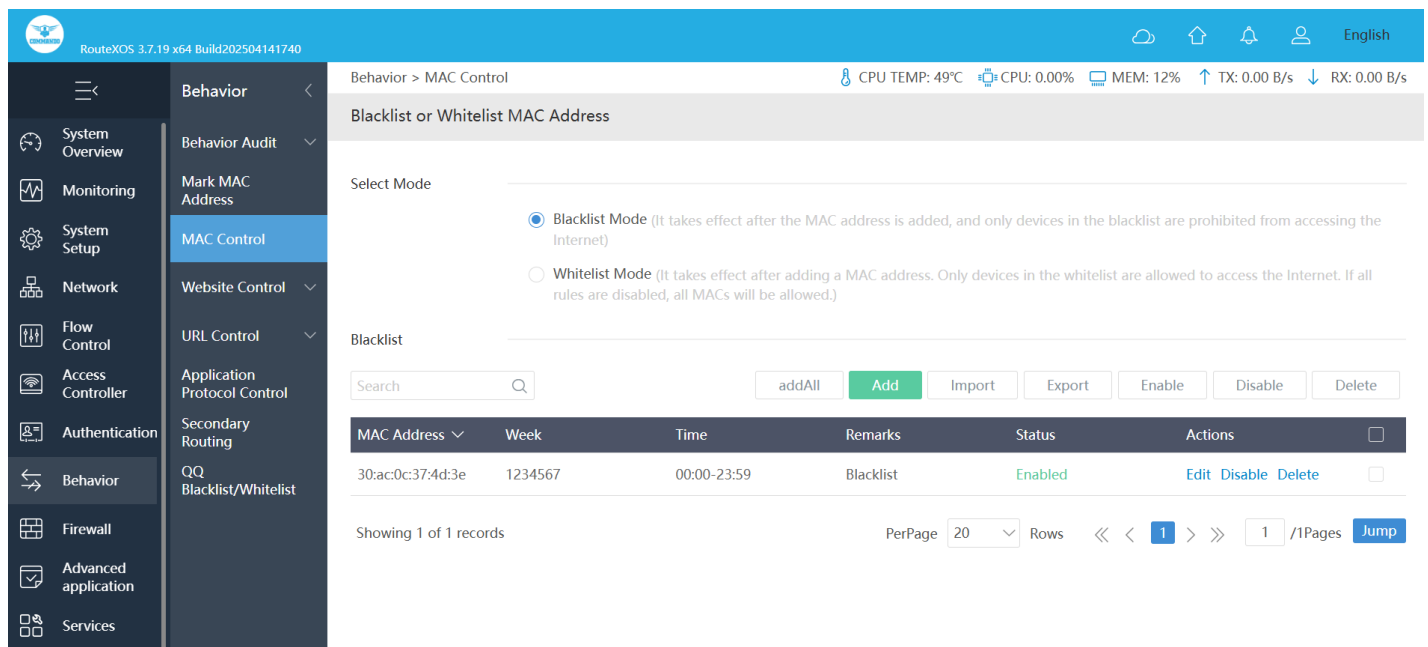 COMMANDO
RouteXOS 3.7.19 x64 Build202504141740
English
Behavior
Behavior > MAC Control
CPU TEMP: 49℃ CPU: 0.00% MEM: 12% TX: 0.00 B/s RX: 0.00 B/s
Blacklist or Whitelist MAC Address
System
Overview
Monitoring
System
Setup
Network
Flow
Control
Access
Controller
Authentication
Behavior
Firewall
Advanced
application
Services
Behavior Audit
Mark MAC
Address
MAC Control
Website Control
URL Control
Application
Protocol Control
Secondary
Routing
QQ
Blacklist/Whitelist
Select Mode
Blacklist Mode (It takes effect after the MAC address is added, and only devices in the blacklist are prohibited from accessing the
Internet)
Whitelist Mode (It takes effect after adding a MAC address. Only devices in the whitelist are allowed to access the Internet. If all
rules are disabled, all MACs will be allowed.)
Blacklist
Search addAll Add Import Export Enable Disable Delete
MAC Address Week Time Remarks Status Actions
30:ac:0c:37:4d:3e 1234567 00:00-23:59 Blacklist Enabled Edit Disable Delete
Showing 1 of 1 records PerPage 20 Rows 1 1 /1Pages Jump